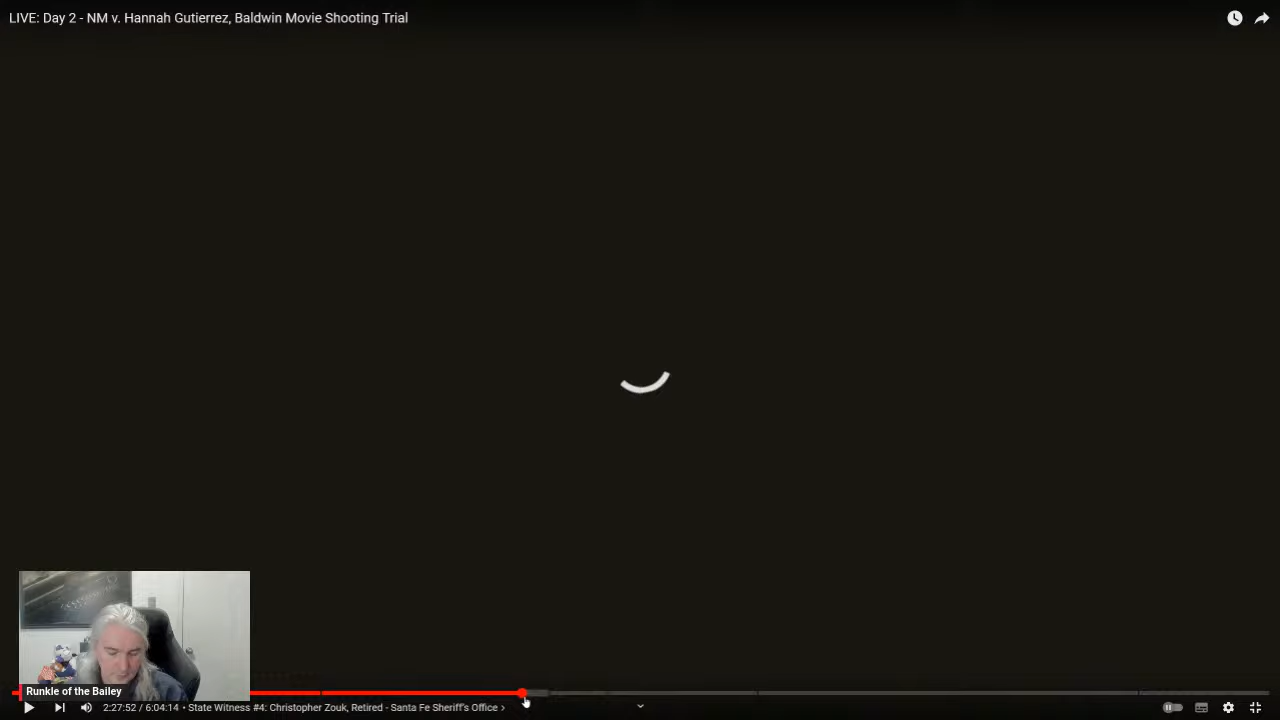 LIVE: Day 2 - NM v. Hannah Gutierrez, Baldwin Movie Shooting Trial
Runkle of the Bailey
2:27:52 / 6:04:14 • State Witness #4: Christopher Zouk, Retired - Santa Fe Sheriff's Office >